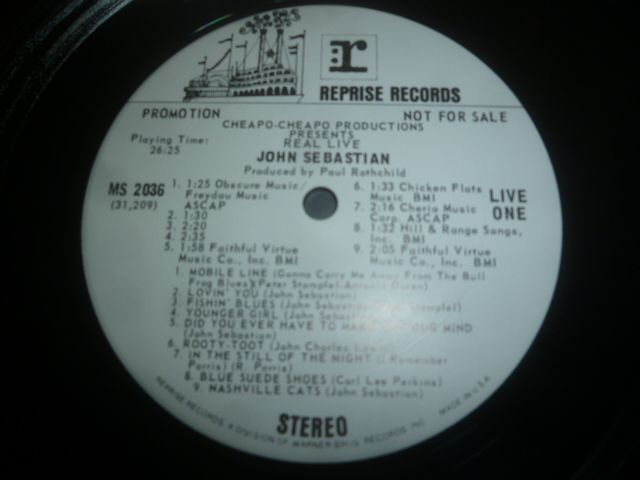 r
REPRISE RECORDS
PROMOTION
NOT FOR SALE
CHEAPO-CHEAPO PRODUCTIONS
PRESENTS
REAL LIVE
JOHN SEBASTIAN
Produced by Paul Rothchild
Playing Time:
26:25
MS 2036
(31,209)
LIVE
ONE
1. 1:25 Obscure Music/
Freydau Music
ASCAP
2. 1:30
3. 2:20
4. 2:35
5. 1:58 Faithful Virtue
Music Co., Inc. BMI
6. 1:33 Chicken Flats
Music BMI
7. 2:16 Cherio Music
Corp. ASCAP
8. 1:32 Hill & Range Songs,
Inc. BMI
9. 2:05 Faithful Virtue
Music Co., Inc. BMI
1. MOBILE LINE (Gonna Carry Me Away From The Bull
Frog Blues)(Peter Stampfel-Antonia
2. LOVIN' YOU (John Sebastian)
3. FISHIN' BLUES (John Sebastian
4. YOUNGER GIRL (John Sebastian)
5. DID YOU EVER HAVE TO MAKE MIND
(John Sebastian)
6. ROOTY-TOOT (John Charles
7. IN THE STILL OF THE NIGHT (I Remember
Parris) (R. Parris)
8. BLUE SUEDE SHOES (Carl Lee Perkins)
9. NASHVILLE CATS (John Sebastian)
STEREO
REPRISE RECORDS, A DIVISION OF WARNER BROS. RECORDS, INC. MADE IN U.S.A.